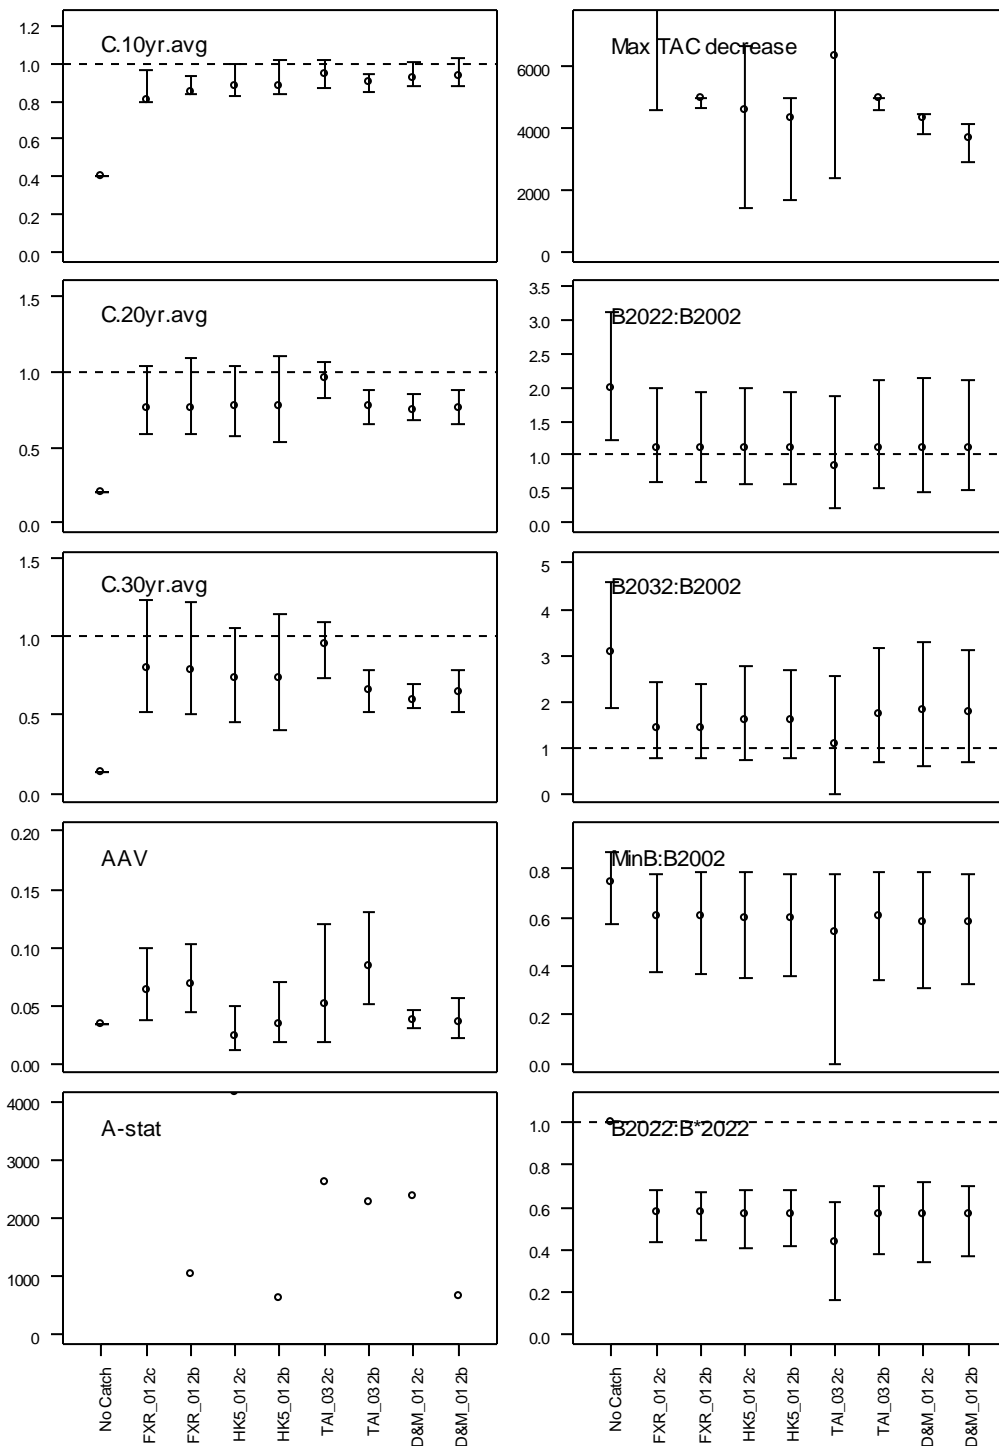 C.10yr.avg
1.2
1.0
0.8
0.6
0.4
0.2
0.0
Max TAC decrease
6000
4000
2000
0
C.20yr.avg
1.5
1.0
0.5
0.0
B2022:B2002
3.5
3.0
2.5
2.0
1.5
1.0
0.5
0.0
C.30yr.avg
1.5
1.0
0.5
0.0
B2032:B2002
5
4
3
2
1
0
AAV
0.20
0.15
0.10
0.05
0.00
MinB:B2002
0.8
0.6
0.4
0.2
0.0
A-stat
4000
3000
2000
1000
0
B2022:B*2022
1.0
0.8
0.6
0.4
0.2
0.0
No Catch
FXR_01 2c
FXR_01 2b
HK5_01 2c
HK5_01 2b
TAI_03 2c
TAI_03 2b
D&M_01 2c
D&M_01 2b
No Catch
FXR_01 2c
FXR_01 2b
HK5_01 2c
HK5_01 2b
TAI_03 2c
TAI_03 2b
D&M_01 2c
D&M_01 2b